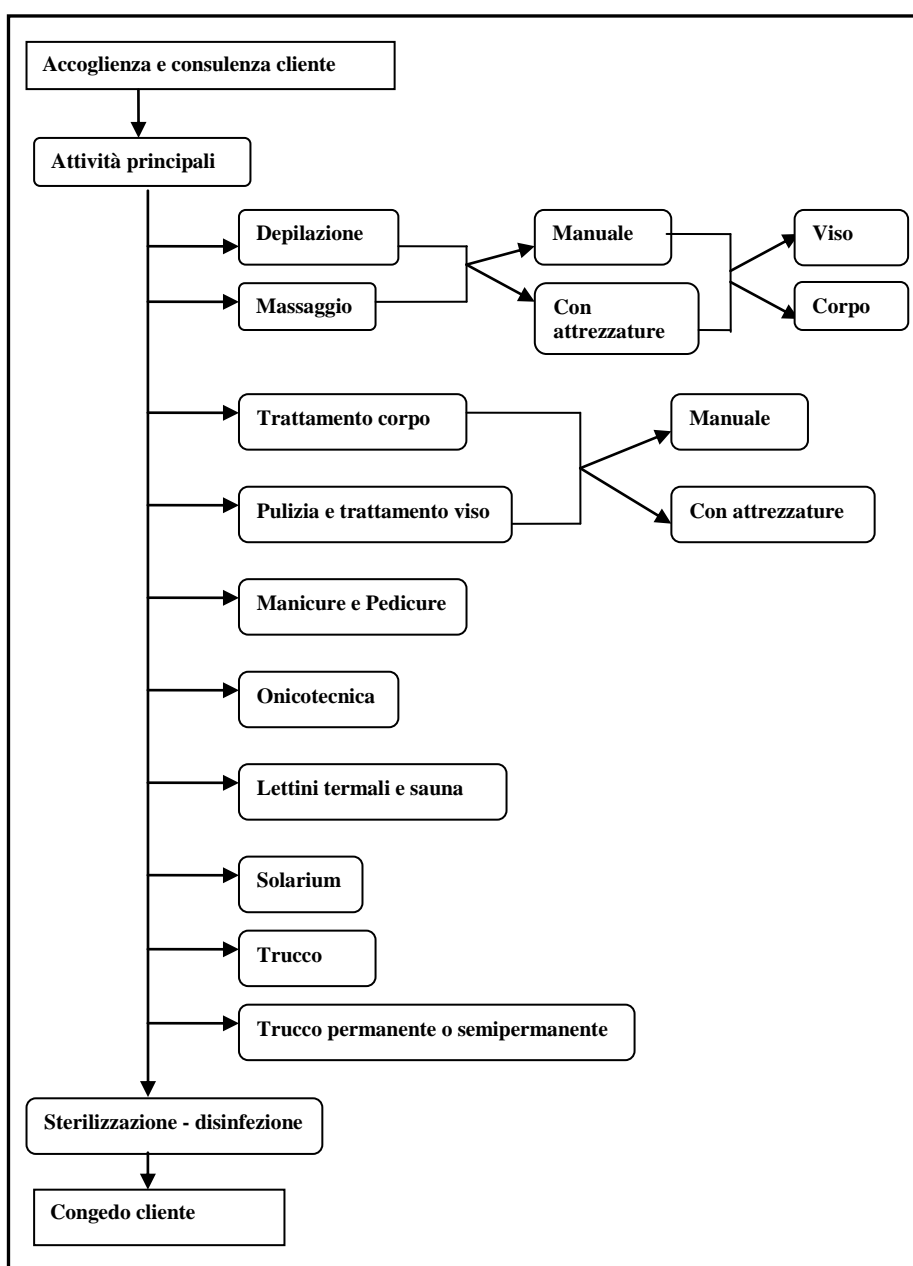 Accoglienza e consulenza cliente
Attività principali
Depilazione
Manuale
Viso
Massaggio
Con
attrezzature
Corpo
Trattamento corpo
Manuale
Pulizia e trattamento viso
Con attrezzature
Manicure e Pedicure
Onicotecnica
Lettini termali e sauna
Solarium
Trucco
Trucco permanente o semipermanente
Sterilizzazione - disinfezione
Congedo cliente